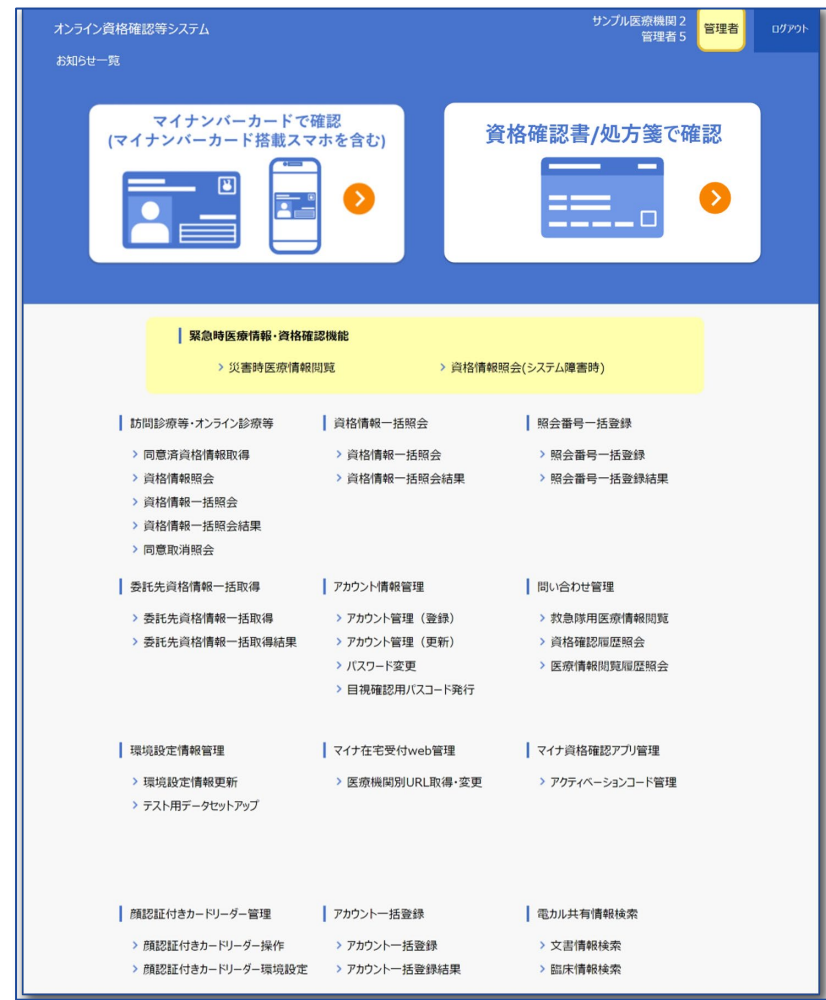 オンライン資格確認等システム
サンプル医療機関2
管理者5
管理者
ログアウト
お知らせ一覧
マイナンバーカードで確認
(マイナンバーカード搭載スマホを含む)
資格確認書/処方箋で確認
緊急時医療情報・資格確認機能
災害時医療情報閲覧
資格情報照会(システム障害時)
訪問診療等・オンライン診療等
同意済資格情報取得
資格情報照会
資格情報一括照会
資格情報一括照会結果
同意取消照会
資格情報一括照会
資格情報一括照会
資格情報一括照会結果
照会番号一括登録
照会番号一括登録
照会番号一括登録結果
委託先資格情報一括取得
委託先資格情報一括取得
委託先資格情報一括取得結果
アカウント情報管理
アカウント管理（登録）
アカウント管理（更新）
パスワード変更
目視確認用パスコード発行
問い合わせ管理
救急隊用医療情報閲覧
資格確認履歴照会
医療情報閲覧履歴照会
環境設定情報管理
環境設定情報更新
テスト用データセットアップ
マイナ在宅受付web管理
医療機関別URL取得・変更
マイナ資格確認アプリ管理
アクティベーションコード管理
顔認証付きカードリーダー管理
顔認証付きカードリーダー操作
顔認証付きカードリーダー環境設定
アカウント一括登録
アカウント一括登録
アカウント一括登録結果
電カル共有情報検索
文書情報検索
臨床情報検索